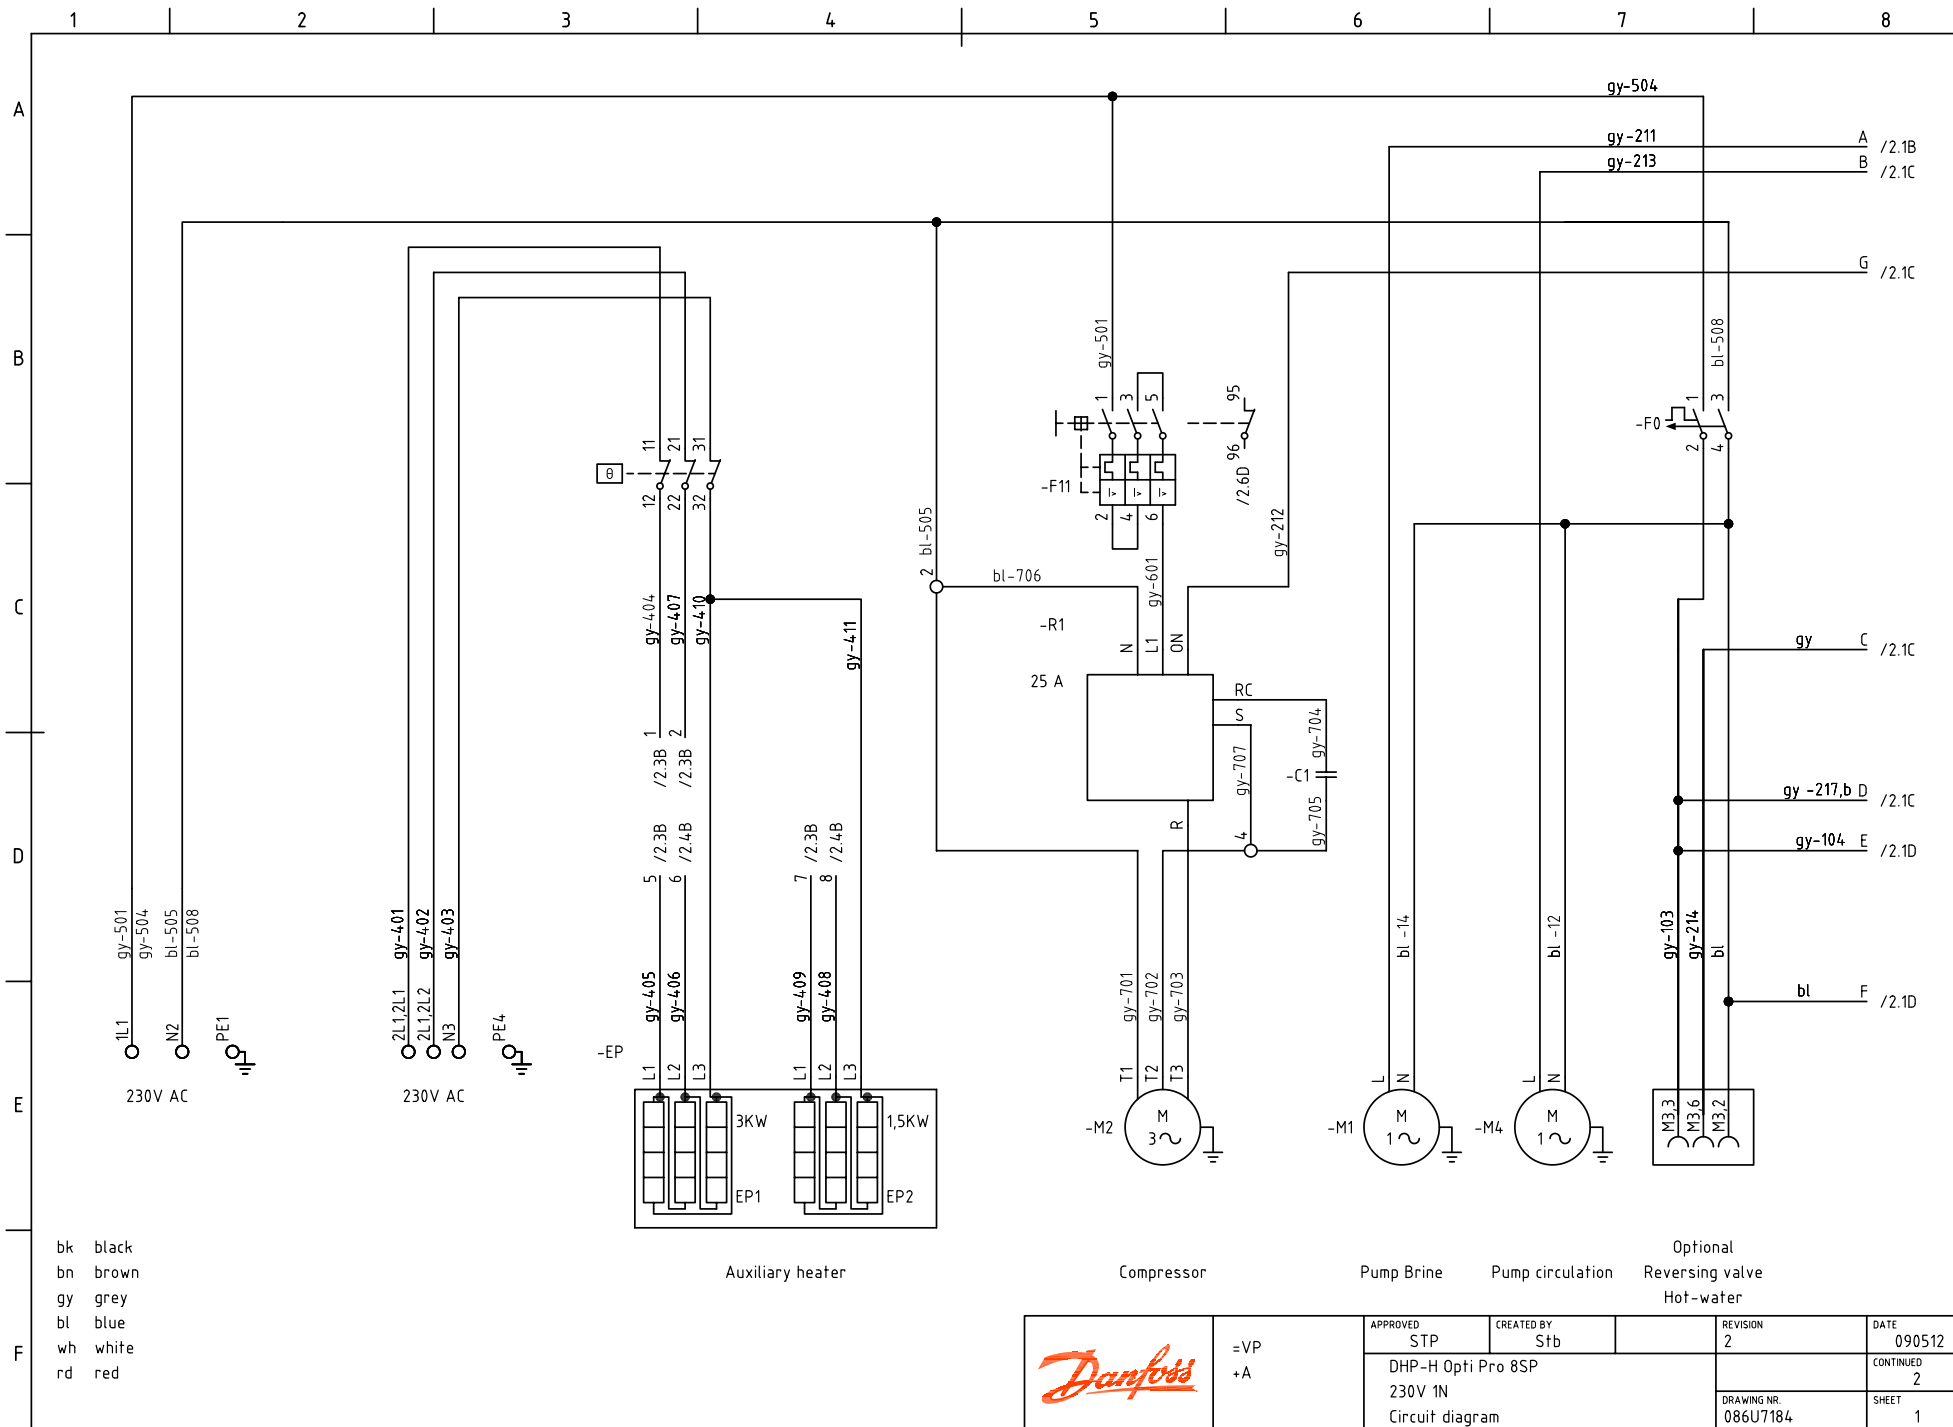 1 2 3 4 5 6 7 8
A
gy-504
gy-211 A /2.1B
gy-213 B /2.1C
G /2.1C
B
gy-501
bl-508
1 3 5
95
96
/2.6D
1 3
-F0
2 4
11 21 31
θ
12 22 32
-F11
I> I> I>
2 4 6
bl-505
gy-212
2
bl-706
gy-601
C
gy-404
gy-407
gy-410
gy-411
-R1
N L1 ON
gy C /2.1C
25 A
RC
S
gy-704
gy-707
-C1
gy-705
1 2
/2.3B /2.3B
gy -217,b D /2.1C
R
4
gy-104 E /2.1D
D
/2.3B /2.4B
/2.3B /2.4B
5 6
7 8
gy-501
gy-504
bl-505
bl-508
gy-401
gy-402
gy-403
gy-405
gy-406
gy-409
gy-408
gy-701
gy-702
gy-703
bl -14
bl -12
gy-103
gy-214
bl
bl F /2.1D
1L1 N2 PE1
2L1,2L1 2L1,2L2 N3 PE4
-EP
L1 L2 L3
L1 L2 L3
T1 T2 T3
L N
L N
230V AC
230V AC
E
3KW
1,5KW
EP1
EP2
-M2
M
3
-M1
M
1
-M4
M
1
M3,3 M3,6 M3,2
bk black
bn brown
gy grey
bl blue
wh white
rd red
Auxiliary heater
Compressor
Pump Brine
Pump circulation
Optional
Reversing valve
Hot-water
F
Danfoss
=VP
+A
APPROVED
STP
CREATED BY
Stb
REVISION
2
DATE
090512
DHP-H Opti Pro 8SP
230V 1N
Circuit diagram
CONTINUED
2
DRAWING NR.
086U7184
SHEET
1